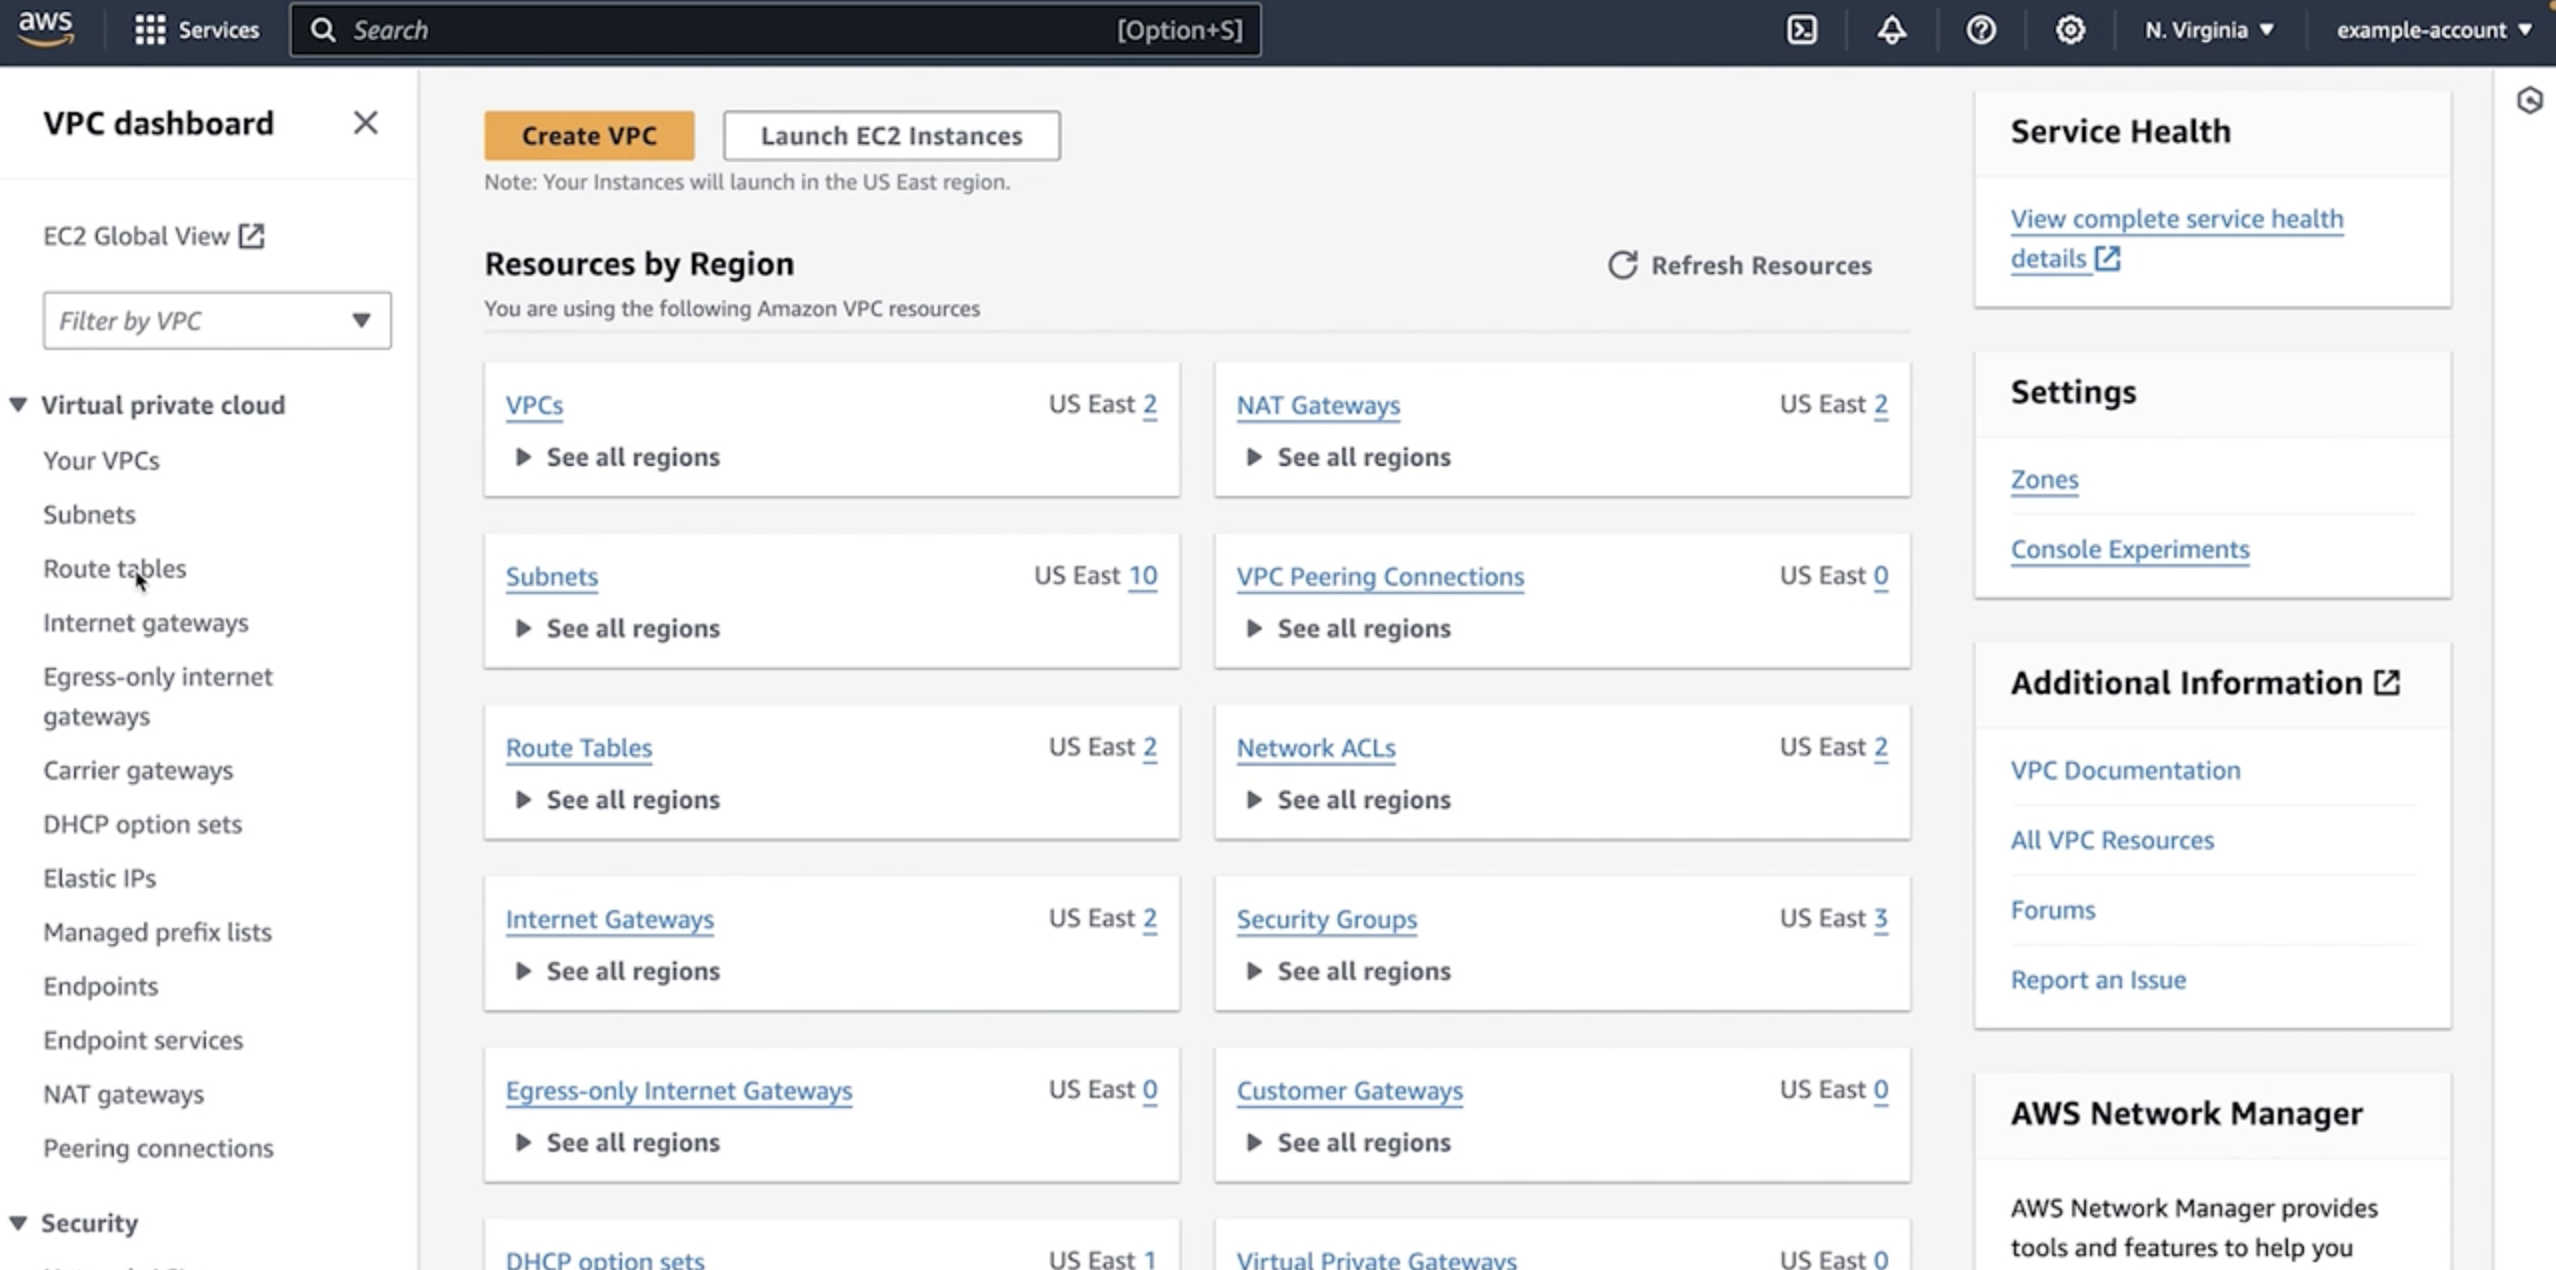 aws
Services
Search
[Option+S]
N. Virginia
example-account
VPC dashboard
EC2 Global View
Filter by VPC
Virtual private cloud
Your VPCs
Subnets
Route tables
Internet gateways
Egress-only internet
gateways
Carrier gateways
DHCP option sets
Elastic IPs
Managed prefix lists
Endpoints
Endpoint services
NAT gateways
Peering connections
Security
Create VPC
Launch EC2 Instances
Note: Your Instances will launch in the US East region.
Resources by Region
Refresh Resources
You are using the following Amazon VPC resources
VPCs
US East 2
See all regions
NAT Gateways
US East 2
See all regions
Subnets
US East 10
See all regions
VPC Peering Connections
US East 0
See all regions
Route Tables
US East 2
See all regions
Network ACLs
US East 2
See all regions
Internet Gateways
US East 2
See all regions
Security Groups
US East 3
See all regions
Egress-only Internet Gateways
US East 0
See all regions
Customer Gateways
US East 0
See all regions
DHCP option sets
US East 1
Virtual Private Gateways
US East 0
Service Health
View complete service health
details
Settings
Zones
Console Experiments
Additional Information
VPC Documentation
All VPC Resources
Forums
Report an Issue
AWS Network Manager
AWS Network Manager provides
tools and features to help you